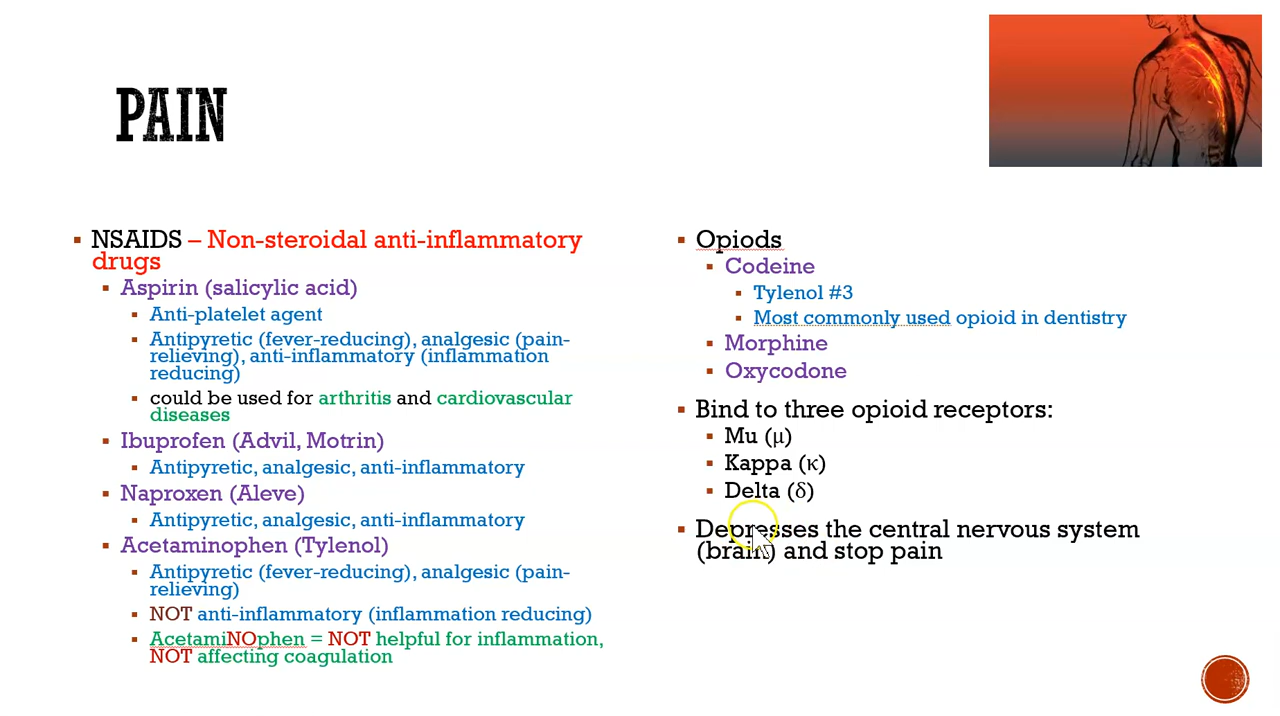 PAIN
NSAIDS – Non-steroidal anti-inflammatory
drugs
Aspirin (salicylic acid)
Anti-platelet agent
Antipyretic (fever-reducing), analgesic (pain-
relieving), anti-inflammatory (inflammation
reducing)
could be used for arthritis and cardiovascular
diseases
Ibuprofen (Advil, Motrin)
Antipyretic, analgesic, anti-inflammatory
Naproxen (Aleve)
Antipyretic, analgesic, anti-inflammatory
Acetaminophen (Tylenol)
Antipyretic (fever-reducing), analgesic (pain-
relieving)
NOT anti-inflammatory (inflammation reducing)
AcetamiNOphen = NOT helpful for inflammation,
NOT affecting coagulation
Opiods
Codeine
Tylenol #3
Most commonly used opioid in dentistry
Morphine
Oxycodone
Bind to three opioid receptors:
Mu (μ)
Kappa (κ)
Delta (δ)
Depresses the central nervous system
(brain) and stop pain